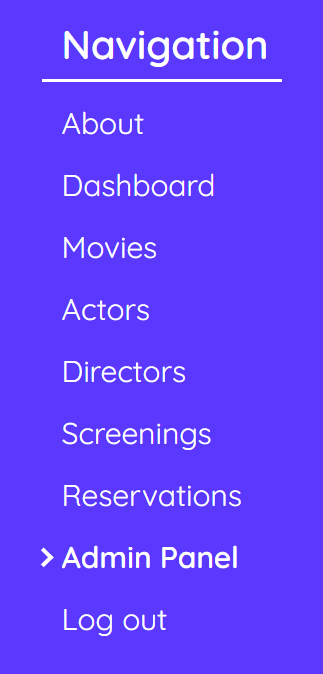 Navigation
About
Dashboard
Movies
Actors
Directors
Screenings
Reservations
Admin Panel
Log out